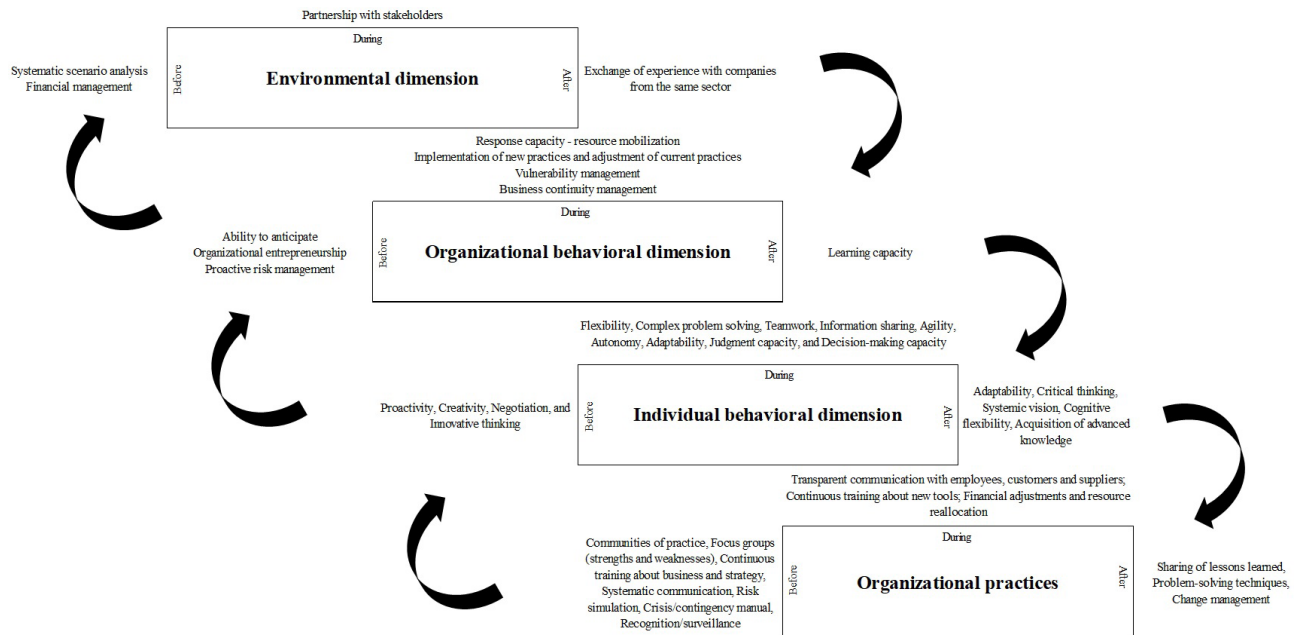 Partnership with stakeholders
During
Systematic scenario analysis
Financial management
Before
Environmental dimension
After
Exchange of experience with companies
from the same sector
Response capacity - resource mobilization
Implementation of new practices and adjustment of current practices
Vulnerability management
Business continuity management
During
Ability to anticipate
Organizational entrepreneurship
Proactive risk management
Before
Organizational behavioral dimension
After
Learning capacity
Flexibility, Complex problem solving, Teamwork, Information sharing, Agility,
Autonomy, Adaptability, Judgment capacity, and Decision-making capacity
During
Proactivity, Creativity, Negotiation, and
Innovative thinking
Before
Individual behavioral dimension
After
Adaptability, Critical thinking,
Systemic vision, Cognitive
flexibility, Acquisition of advanced
knowledge
Transparent communication with employees, customers and suppliers;
Continuous training about new tools; Financial adjustments and resource
reallocation
During
Communities of practice, Focus groups
(strengths and weaknesses), Continuous
training about business and strategy,
Systematic communication, Risk
simulation, Crisis/contingency manual,
Recognition/surveillance
Before
Organizational practices
After
Sharing of lessons learned,
Problem-solving techniques,
Change management